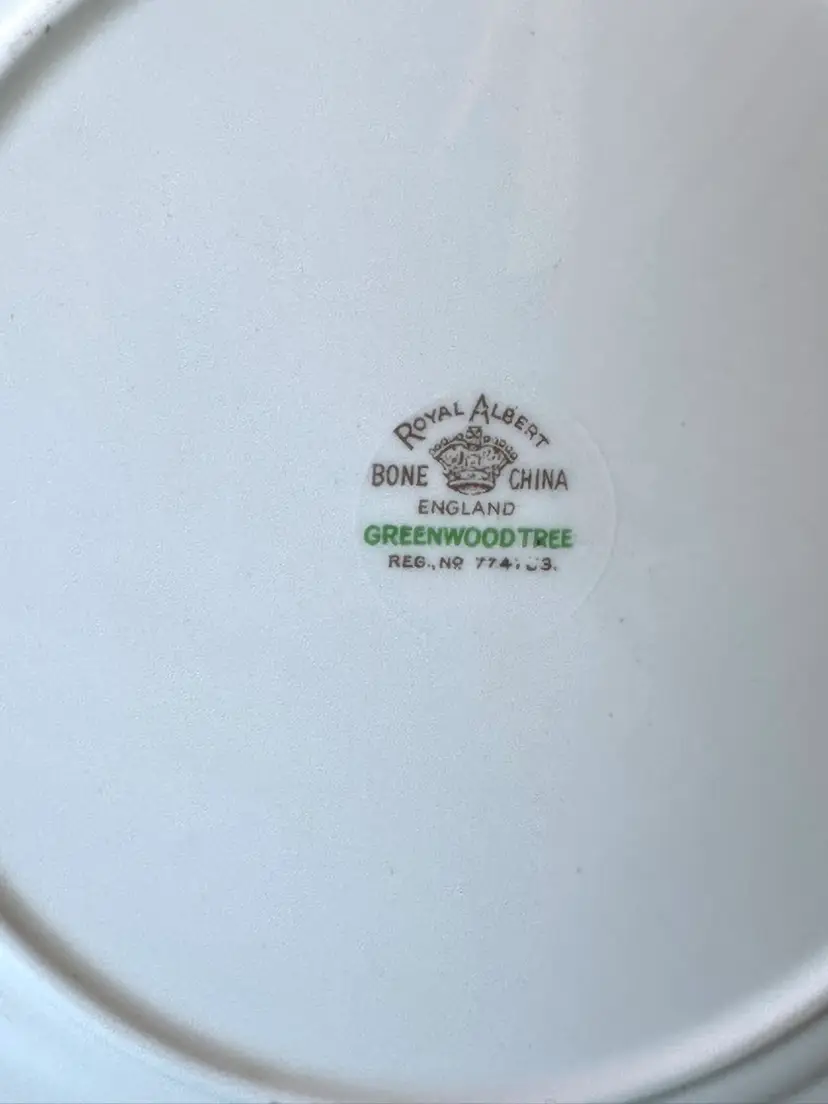 ROYAL ALBERT
BONE CHINA
ENGLAND
GREENWOOD TREE
REG., Nº